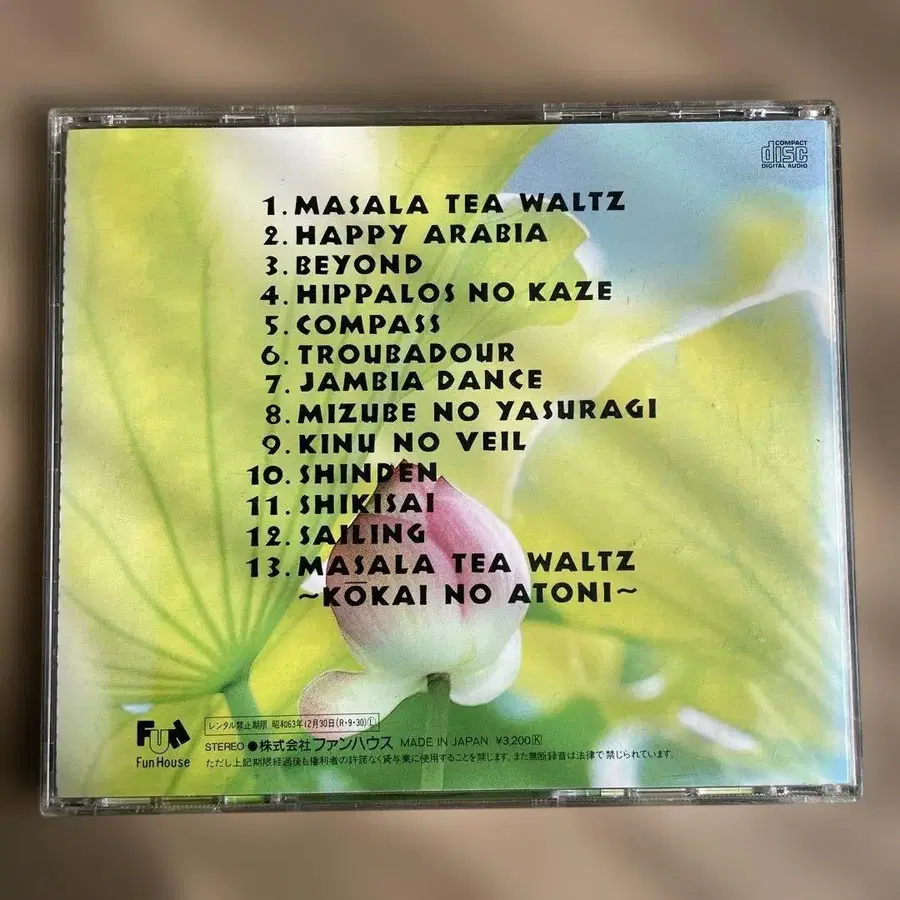 COMPACT
disc
DIGITAL AUDIO
1. MASALA TEA WALTZ
2. HAPPY ARABIA
3. BEYOND
4. HIPPALOS NO KAZE
5. COMPASS
6. TROUBADOUR
7. JAMBIA DANCE
8. MIZUBE NO YASURAGI
9. KINU NO VEIL
10. SHINDEN
11. SHIKISAI
12. SAILING
13. MASALA TEA WALTZ
~KŌKAI NO ATONI~
FUN
Fun House
レンタル禁止期限 昭和63年12月30日(R・9・30)Ⓛ
STEREO ●株式会社ファンハウス MADE IN JAPAN ¥3,200🄺
ただし上記期限経過後も権利者の許諾なく賃与業に使用することを禁じます。また無断録音は法律で禁じられています。